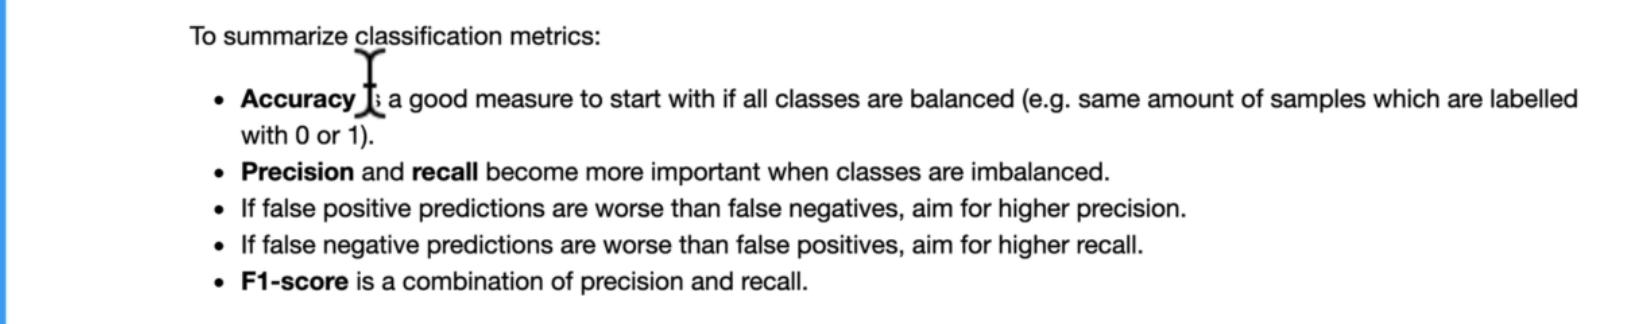 To summarize classification metrics:
• Accuracy is a good measure to start with if all classes are balanced (e.g. same amount of samples which are labelled
with 0 or 1).
• Precision and recall become more important when classes are imbalanced.
• If false positive predictions are worse than false negatives, aim for higher precision.
• If false negative predictions are worse than false positives, aim for higher recall.
• F1-score is a combination of precision and recall.